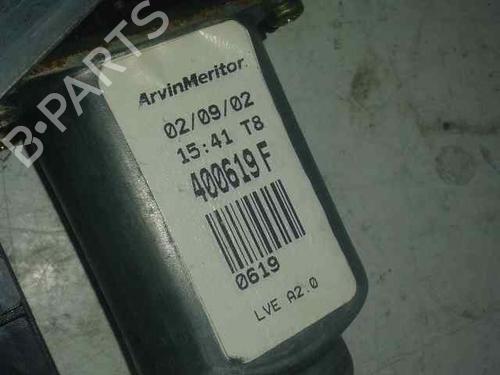 B-PARTS
ArvinMeritor
02/09/02
15:41 T8
400619 F
0619
LVE A2.0